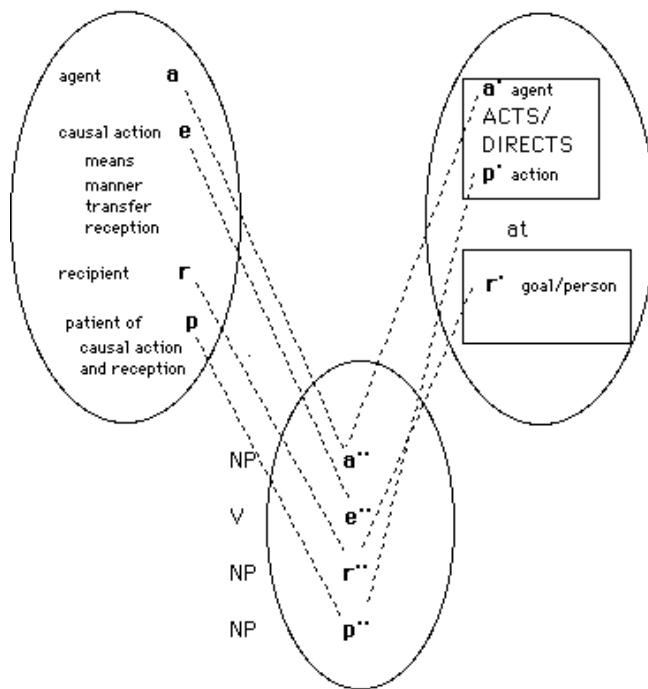 agent a
causal action e
means
manner
transfer
reception
recipient r
patient of p
causal action
and reception
a' agent
ACTS/
DIRECTS
p' action
at
r' goal/person
NP a''
V e''
NP r''
NP p''